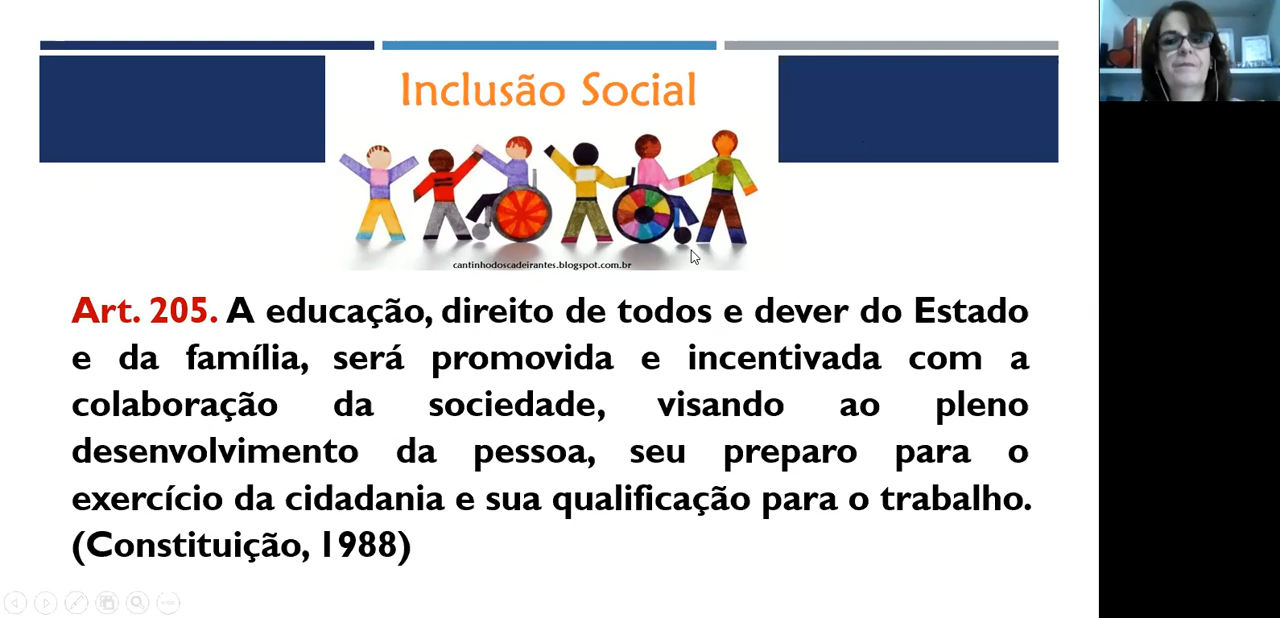 Inclusão Social
cantinhodoscadeirantes.blogspot.com.br
Art. 205. A educação, direito de todos e dever do Estado
e da família, será promovida e incentivada com a
colaboração da sociedade, visando ao pleno
desenvolvimento da pessoa, seu preparo para o
exercício da cidadania e sua qualificação para o trabalho.
(Constituição, 1988)